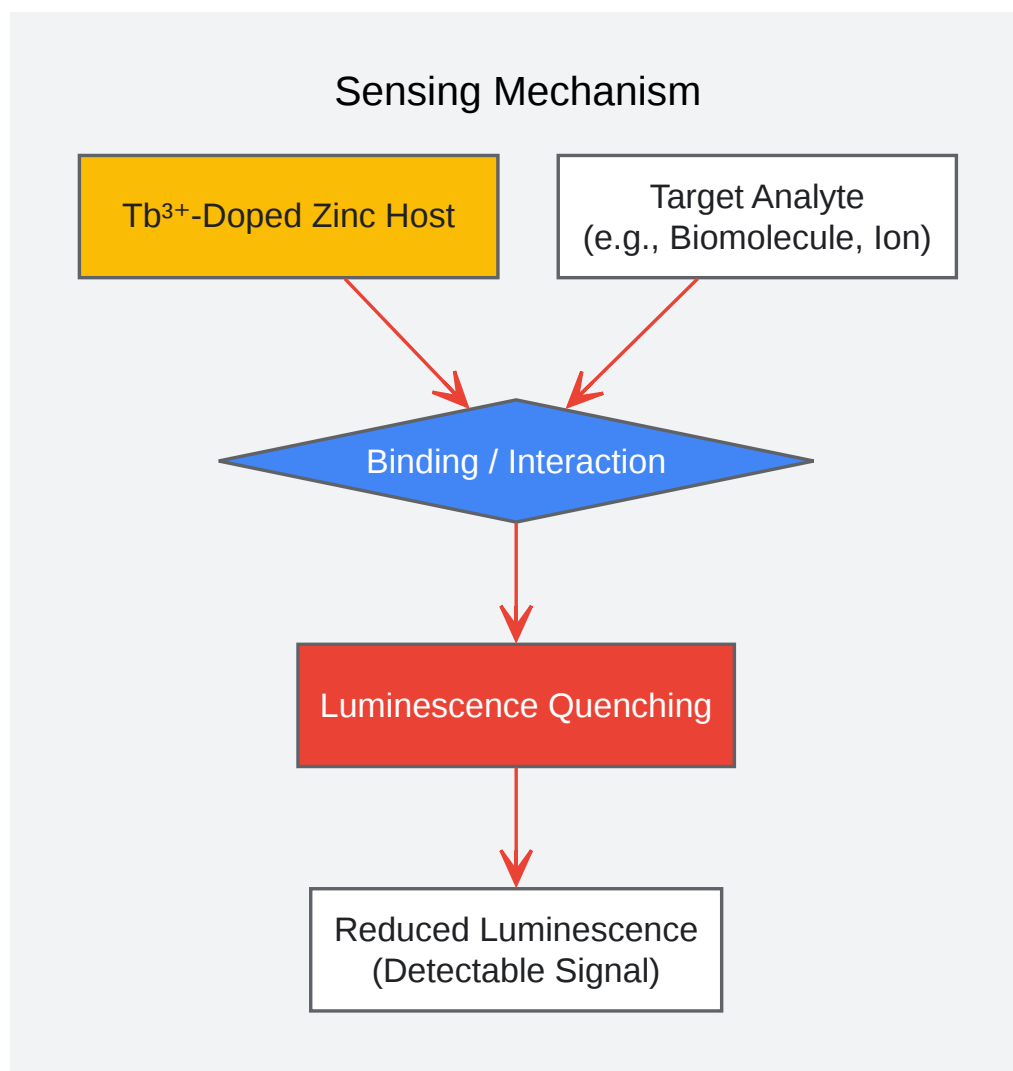 Sensing Mechanism
Tb³⁺-Doped Zinc Host
Target Analyte
(e.g., Biomolecule, Ion)
Binding / Interaction
Luminescence Quenching
Reduced Luminescence
(Detectable Signal)